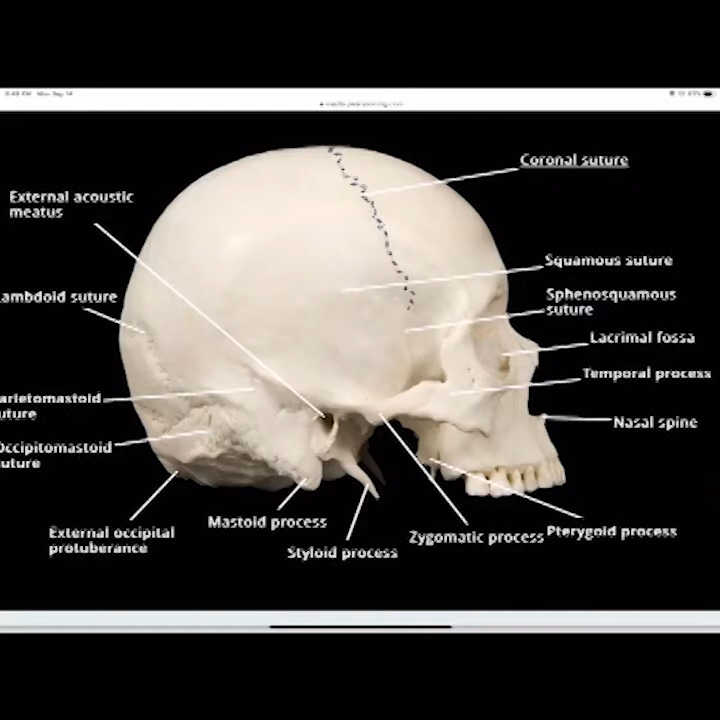 Coronal suture
External acoustic
meatus
Squamous suture
Sphenosquamous
suture
ambdoid suture
Lacrimal fossa
Temporal process
arietomastoid
uture
Nasal spine
Occipitomastoid
uture
Mastoid process
External occipital
protuberance
Styloid process
Zygomatic process
Pterygoid process